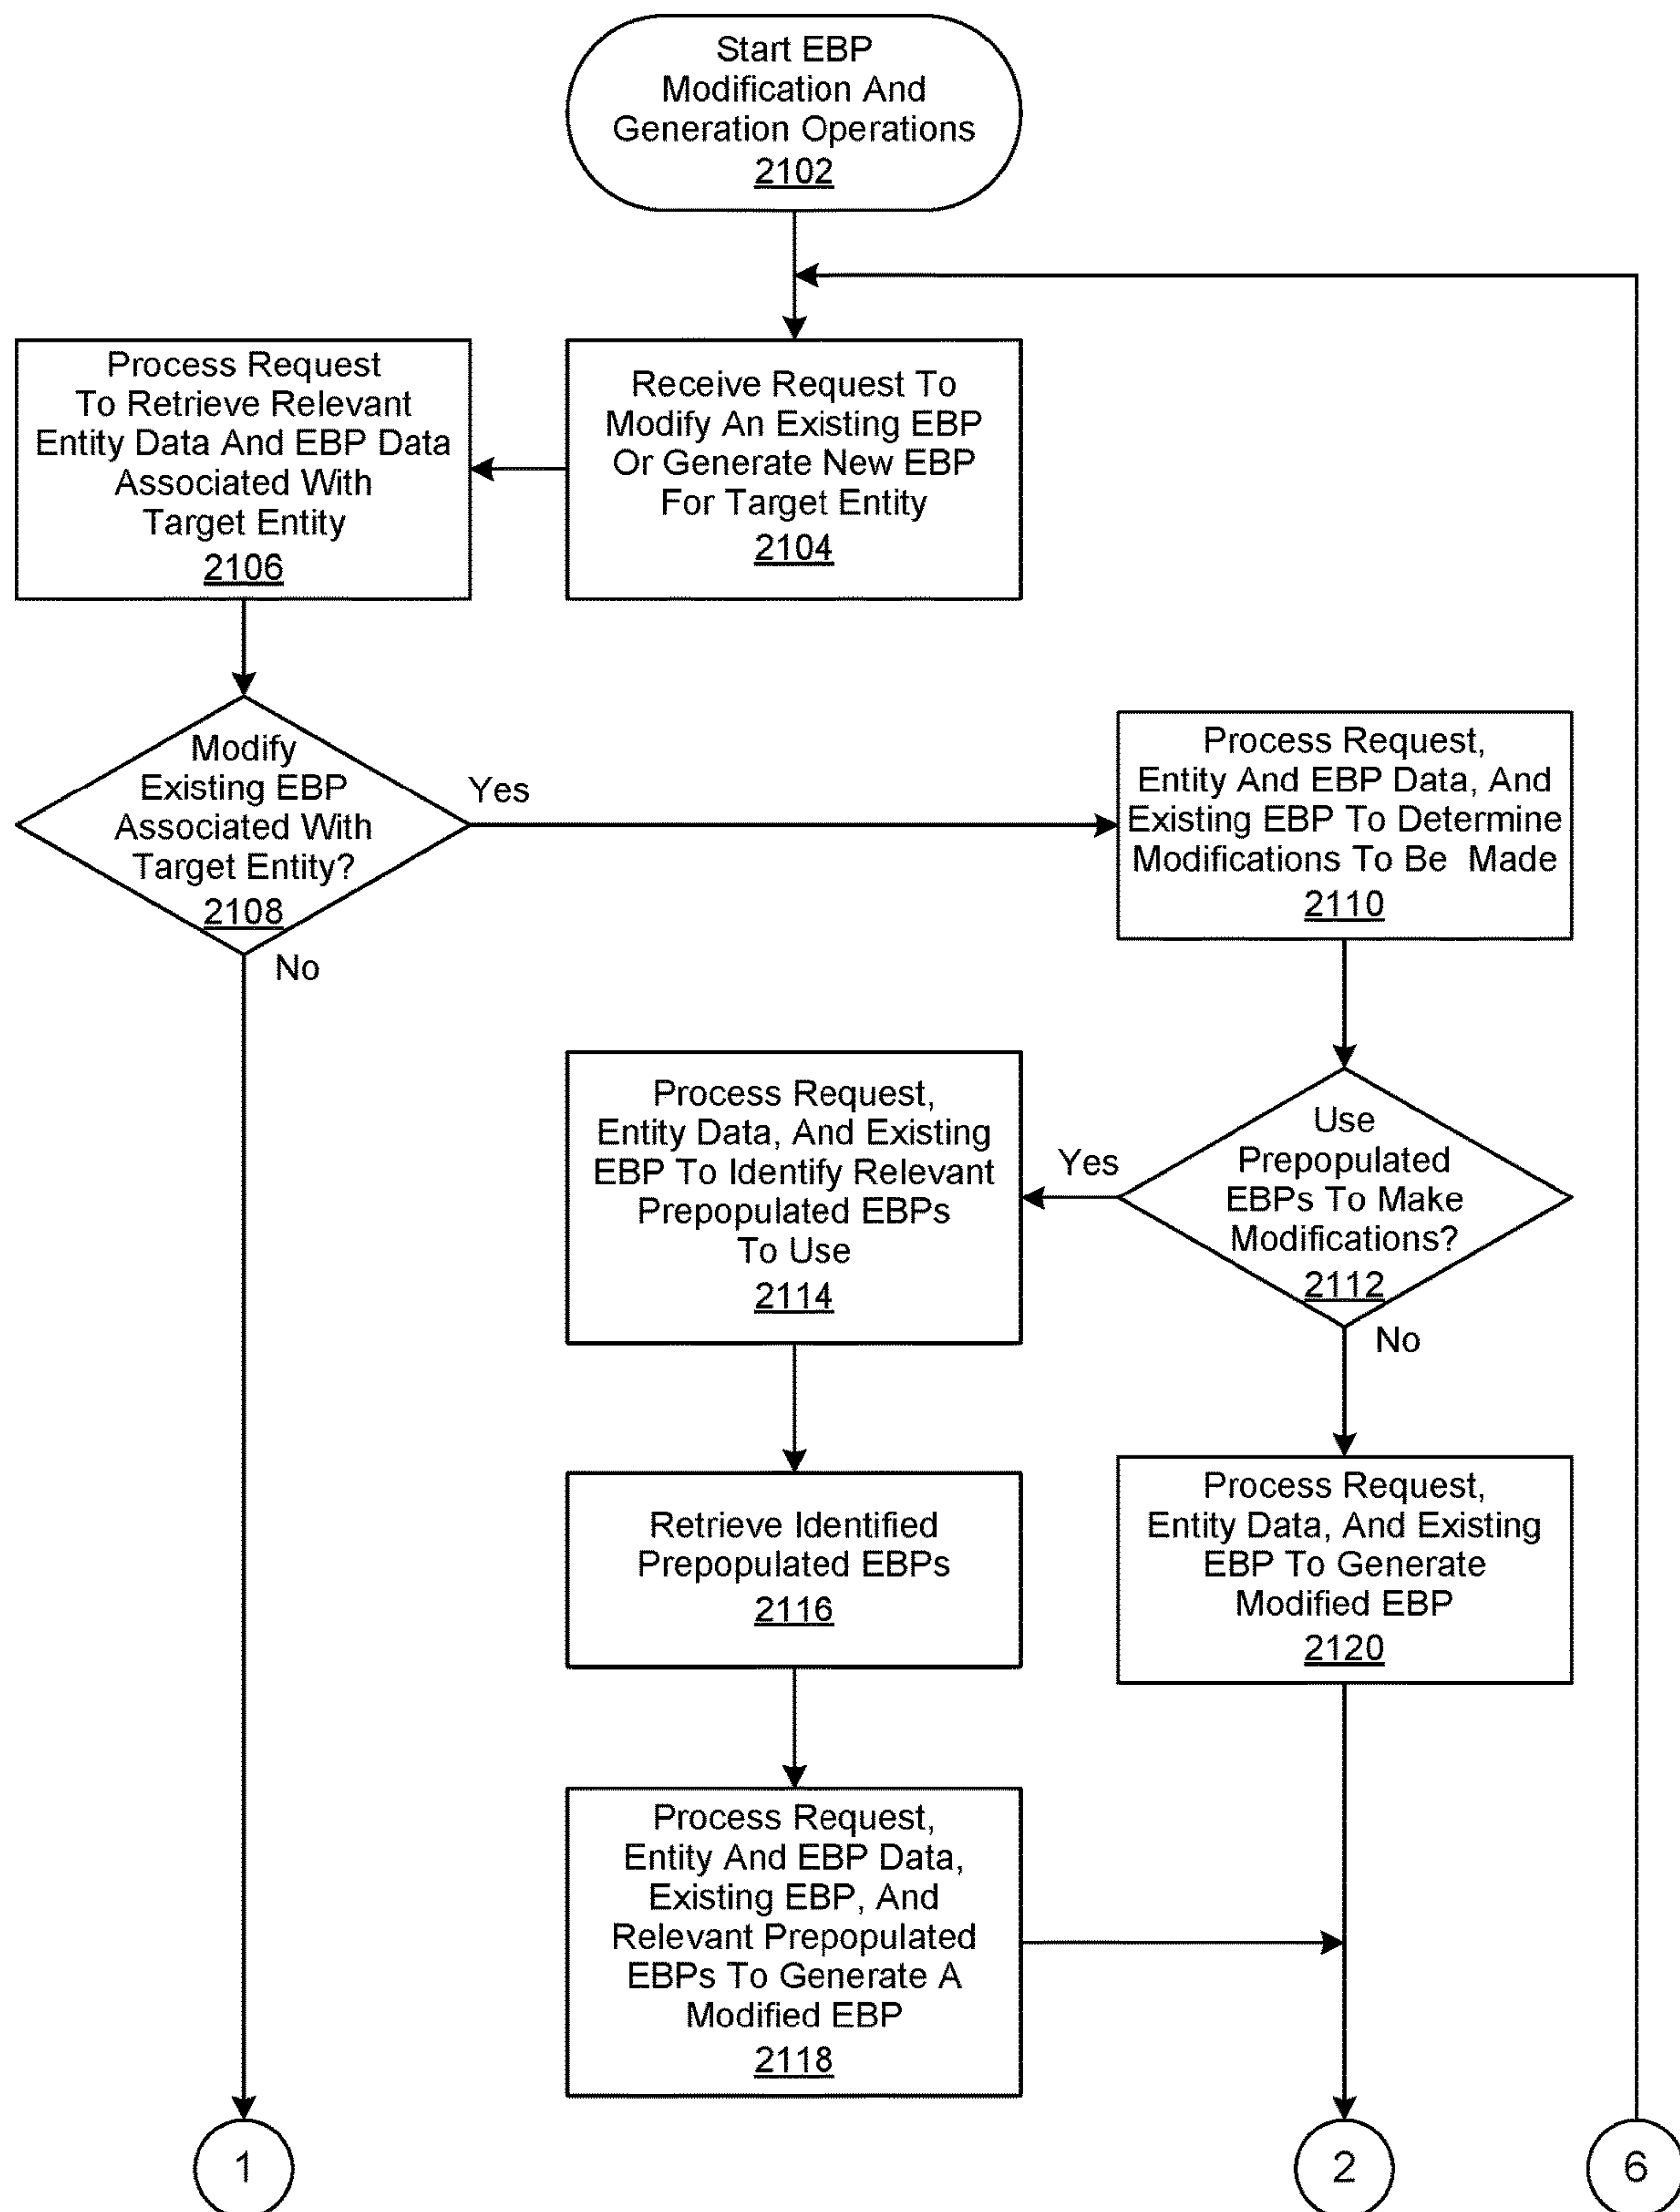 Start EBP
Modification And
Generation Operations
2102
Process Request
To Retrieve Relevant
Entity Data And EBP Data
Associated With
Target Entity
2106
Receive Request To
Modify An Existing EBP
Or Generate New EBP
For Target Entity
2104
Modify
Existing EBP
Associated With
Target Entity?
2108
Yes
No
Process Request,
Entity And EBP Data, And
Existing EBP To Determine
Modifications To Be Made
2110
Use
Prepopulated
EBPs To Make
Modifications?
2112
Yes
No
Process Request,
Entity Data, And Existing
EBP To Identify Relevant
Prepopulated EBPs
To Use
2114
Retrieve Identified
Prepopulated EBPs
2116
Process Request,
Entity Data, And Existing
EBP To Generate
Modified EBP
2120
Process Request,
Entity And EBP Data,
Existing EBP, And
Relevant Prepopulated
EBPs To Generate A
Modified EBP
2118
1
2
6